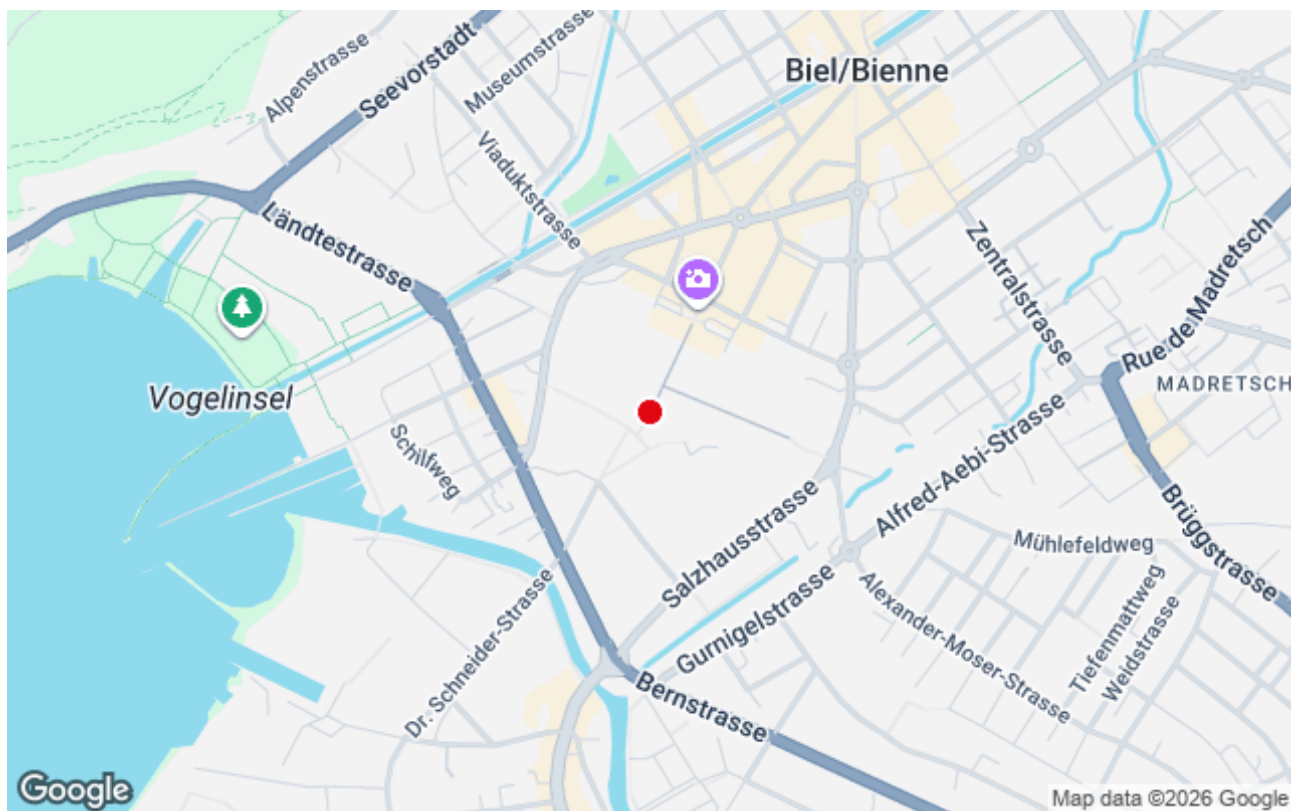 Biel/Bienne
Alpenstrasse
Seevorstadt
Museumstrasse
Viaduktstrasse
Ländtestrasse
Zentralstrasse
Rue de Madretsch
MADRETSCH
Vogelinsel
Schilfweg
Alfred-Aebi-Strasse
Brüggstrasse
Salzhausstrasse
Mühlefeldweg
Gurnigelstrasse
Alexander-Moser-Strasse
Tiefenmattweg
Weidstrasse
Dr. Schneider-Strasse
Bernstrasse
Google
Map data ©2026 Google